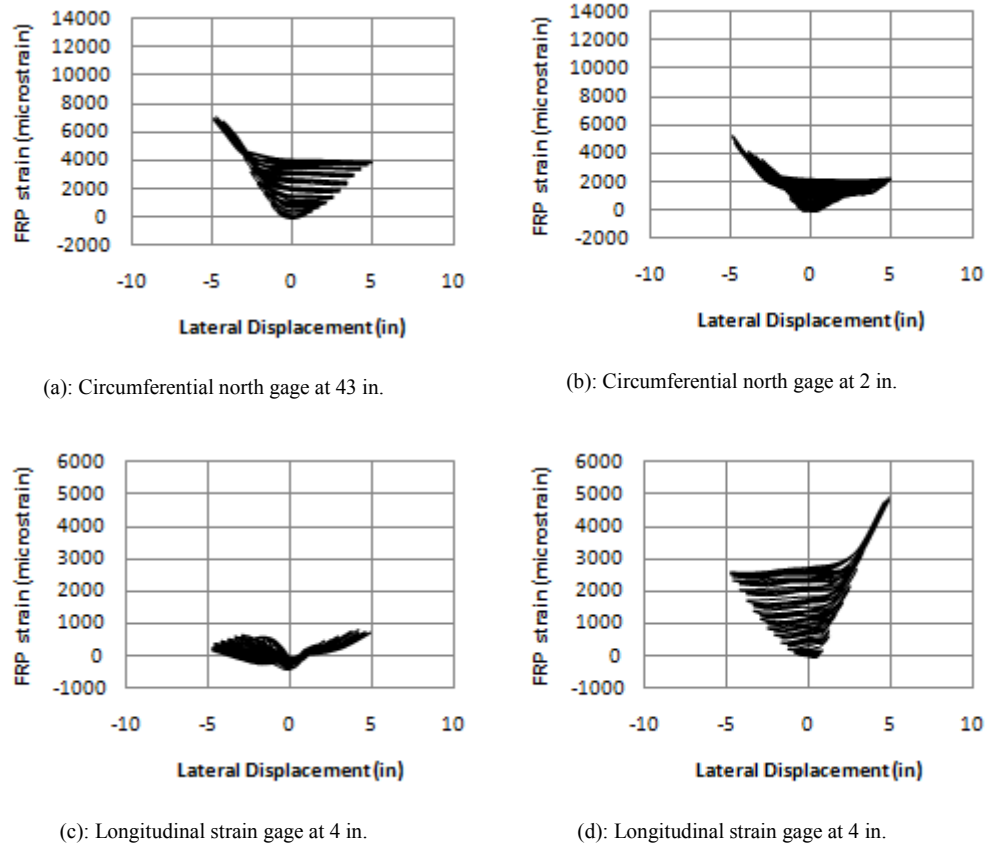 14000
12000
10000
8000
6000
4000
2000
0
-2000
FRP strain (microstrain)
-10 -5 0 5 10
Lateral Displacement (in)
(a): Circumferential north gage at 43 in.
14000
12000
10000
8000
6000
4000
2000
0
-2000
FRP strain (microstrain)
-10 -5 0 5 10
Lateral Displacement (in)
(b): Circumferential north gage at 2 in.
6000
5000
4000
3000
2000
1000
0
-1000
FRP strain (microstrain)
-10 -5 0 5 10
Lateral Displacement (in)
(c): Longitudinal strain gage at 4 in.
6000
5000
4000
3000
2000
1000
0
-1000
FRP strain (microstrain)
-10 -5 0 5 10
Lateral Displacement (in)
(d): Longitudinal strain gage at 4 in.